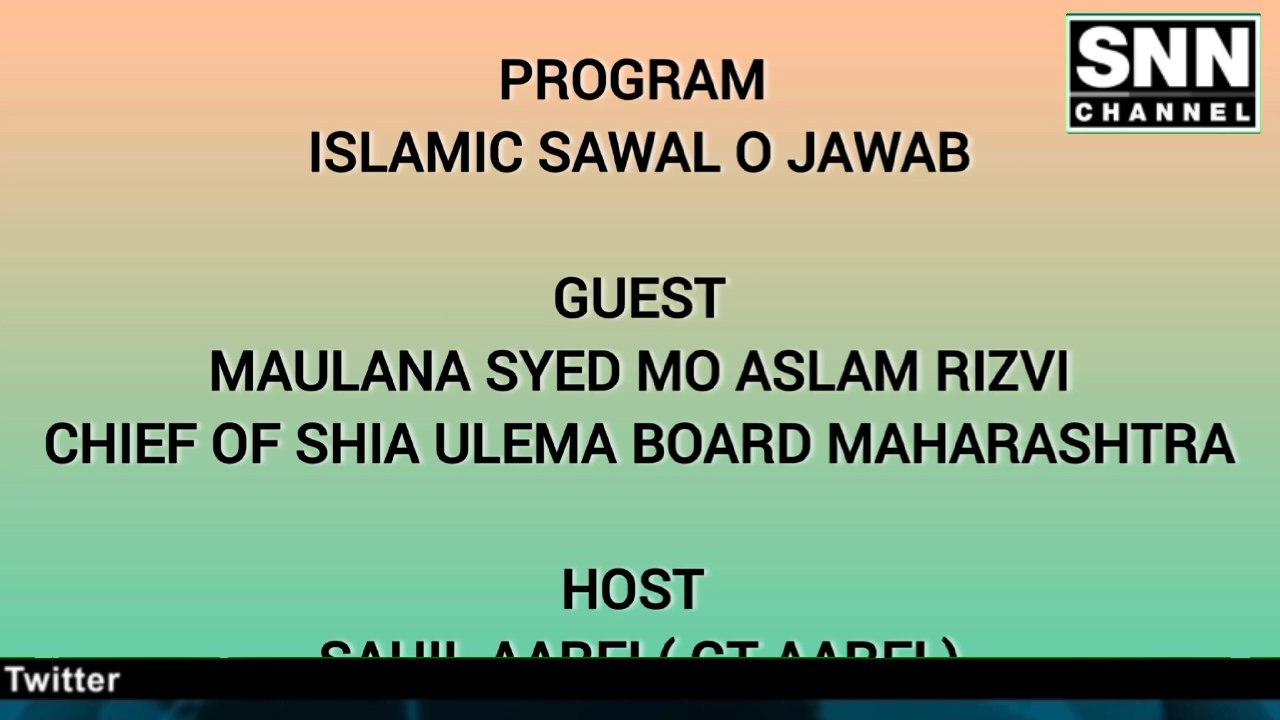 SNN
CHANNEL
PROGRAM
ISLAMIC SAWAL O JAWAB
GUEST
MAULANA SYED MO ASLAM RIZVI
CHIEF OF SHIA ULEMA BOARD MAHARASHTRA
HOST
Twitter